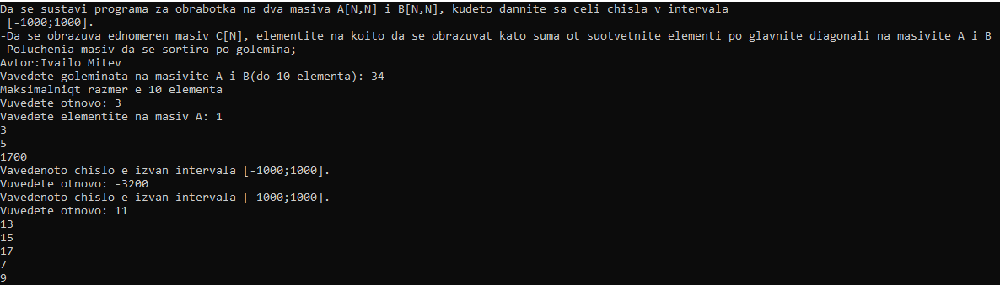 Da se sustavi programa za obrabotka na dva masiva A[N,N] i B[N,N], kudeto dannite sa celi chisla v intervala
[-1000;1000].
-Da se obrazuva ednomeren masiv C[N], elementite na koito da se obrazuvat kato suma ot suotvetnite elementi po glavnite diagonali na masivite A i B
-Poluchenia masiv da se sortira po golemina;
Avtor:Ivailo Mitev
Vavedete goleminata na masivite A i B(do 10 elementa): 34
Maksimalniqt razmer e 10 elementa
Vuvedete otnovo: 3
Vavedete elementite na masiv A: 1
3
5
1700
Vavedenoto chislo e izvan intervala [-1000;1000].
Vuvedete otnovo: -3200
Vavedenoto chislo e izvan intervala [-1000;1000].
Vuvedete otnovo: 11
13
15
17
7
9